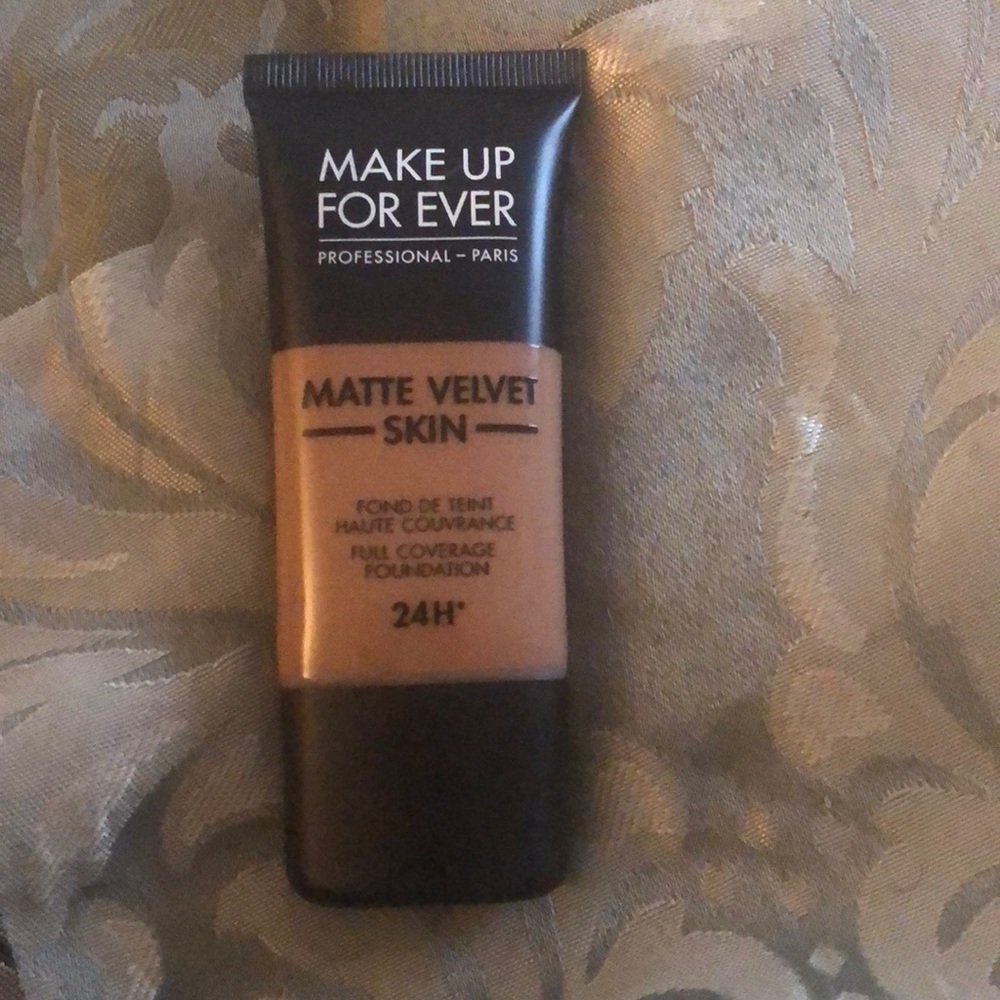 MAKE UP
FOR EVER
PROFESSIONAL – PARIS
MATTE VELVET
SKIN
FOND DE TEINT
HAUTE COUVRANCE
FULL COVERAGE
FOUNDATION
24H*